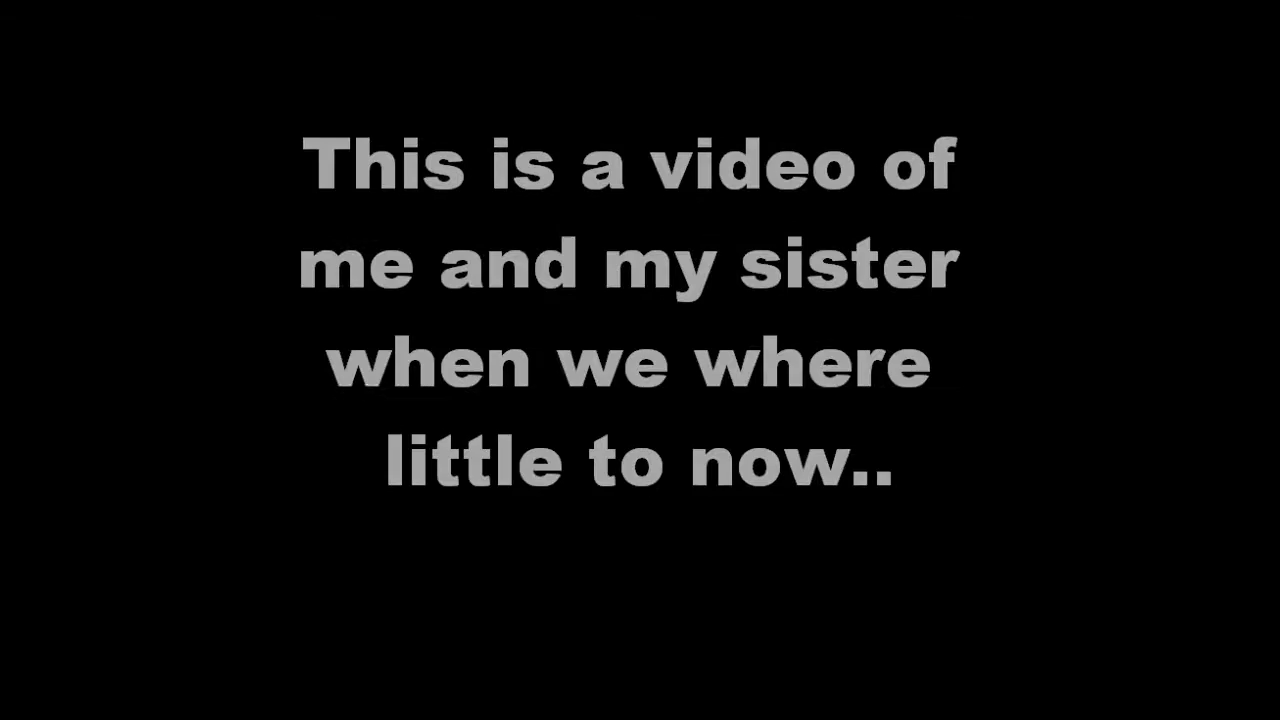 This is a video of
me and my sister
when we where
little to now..